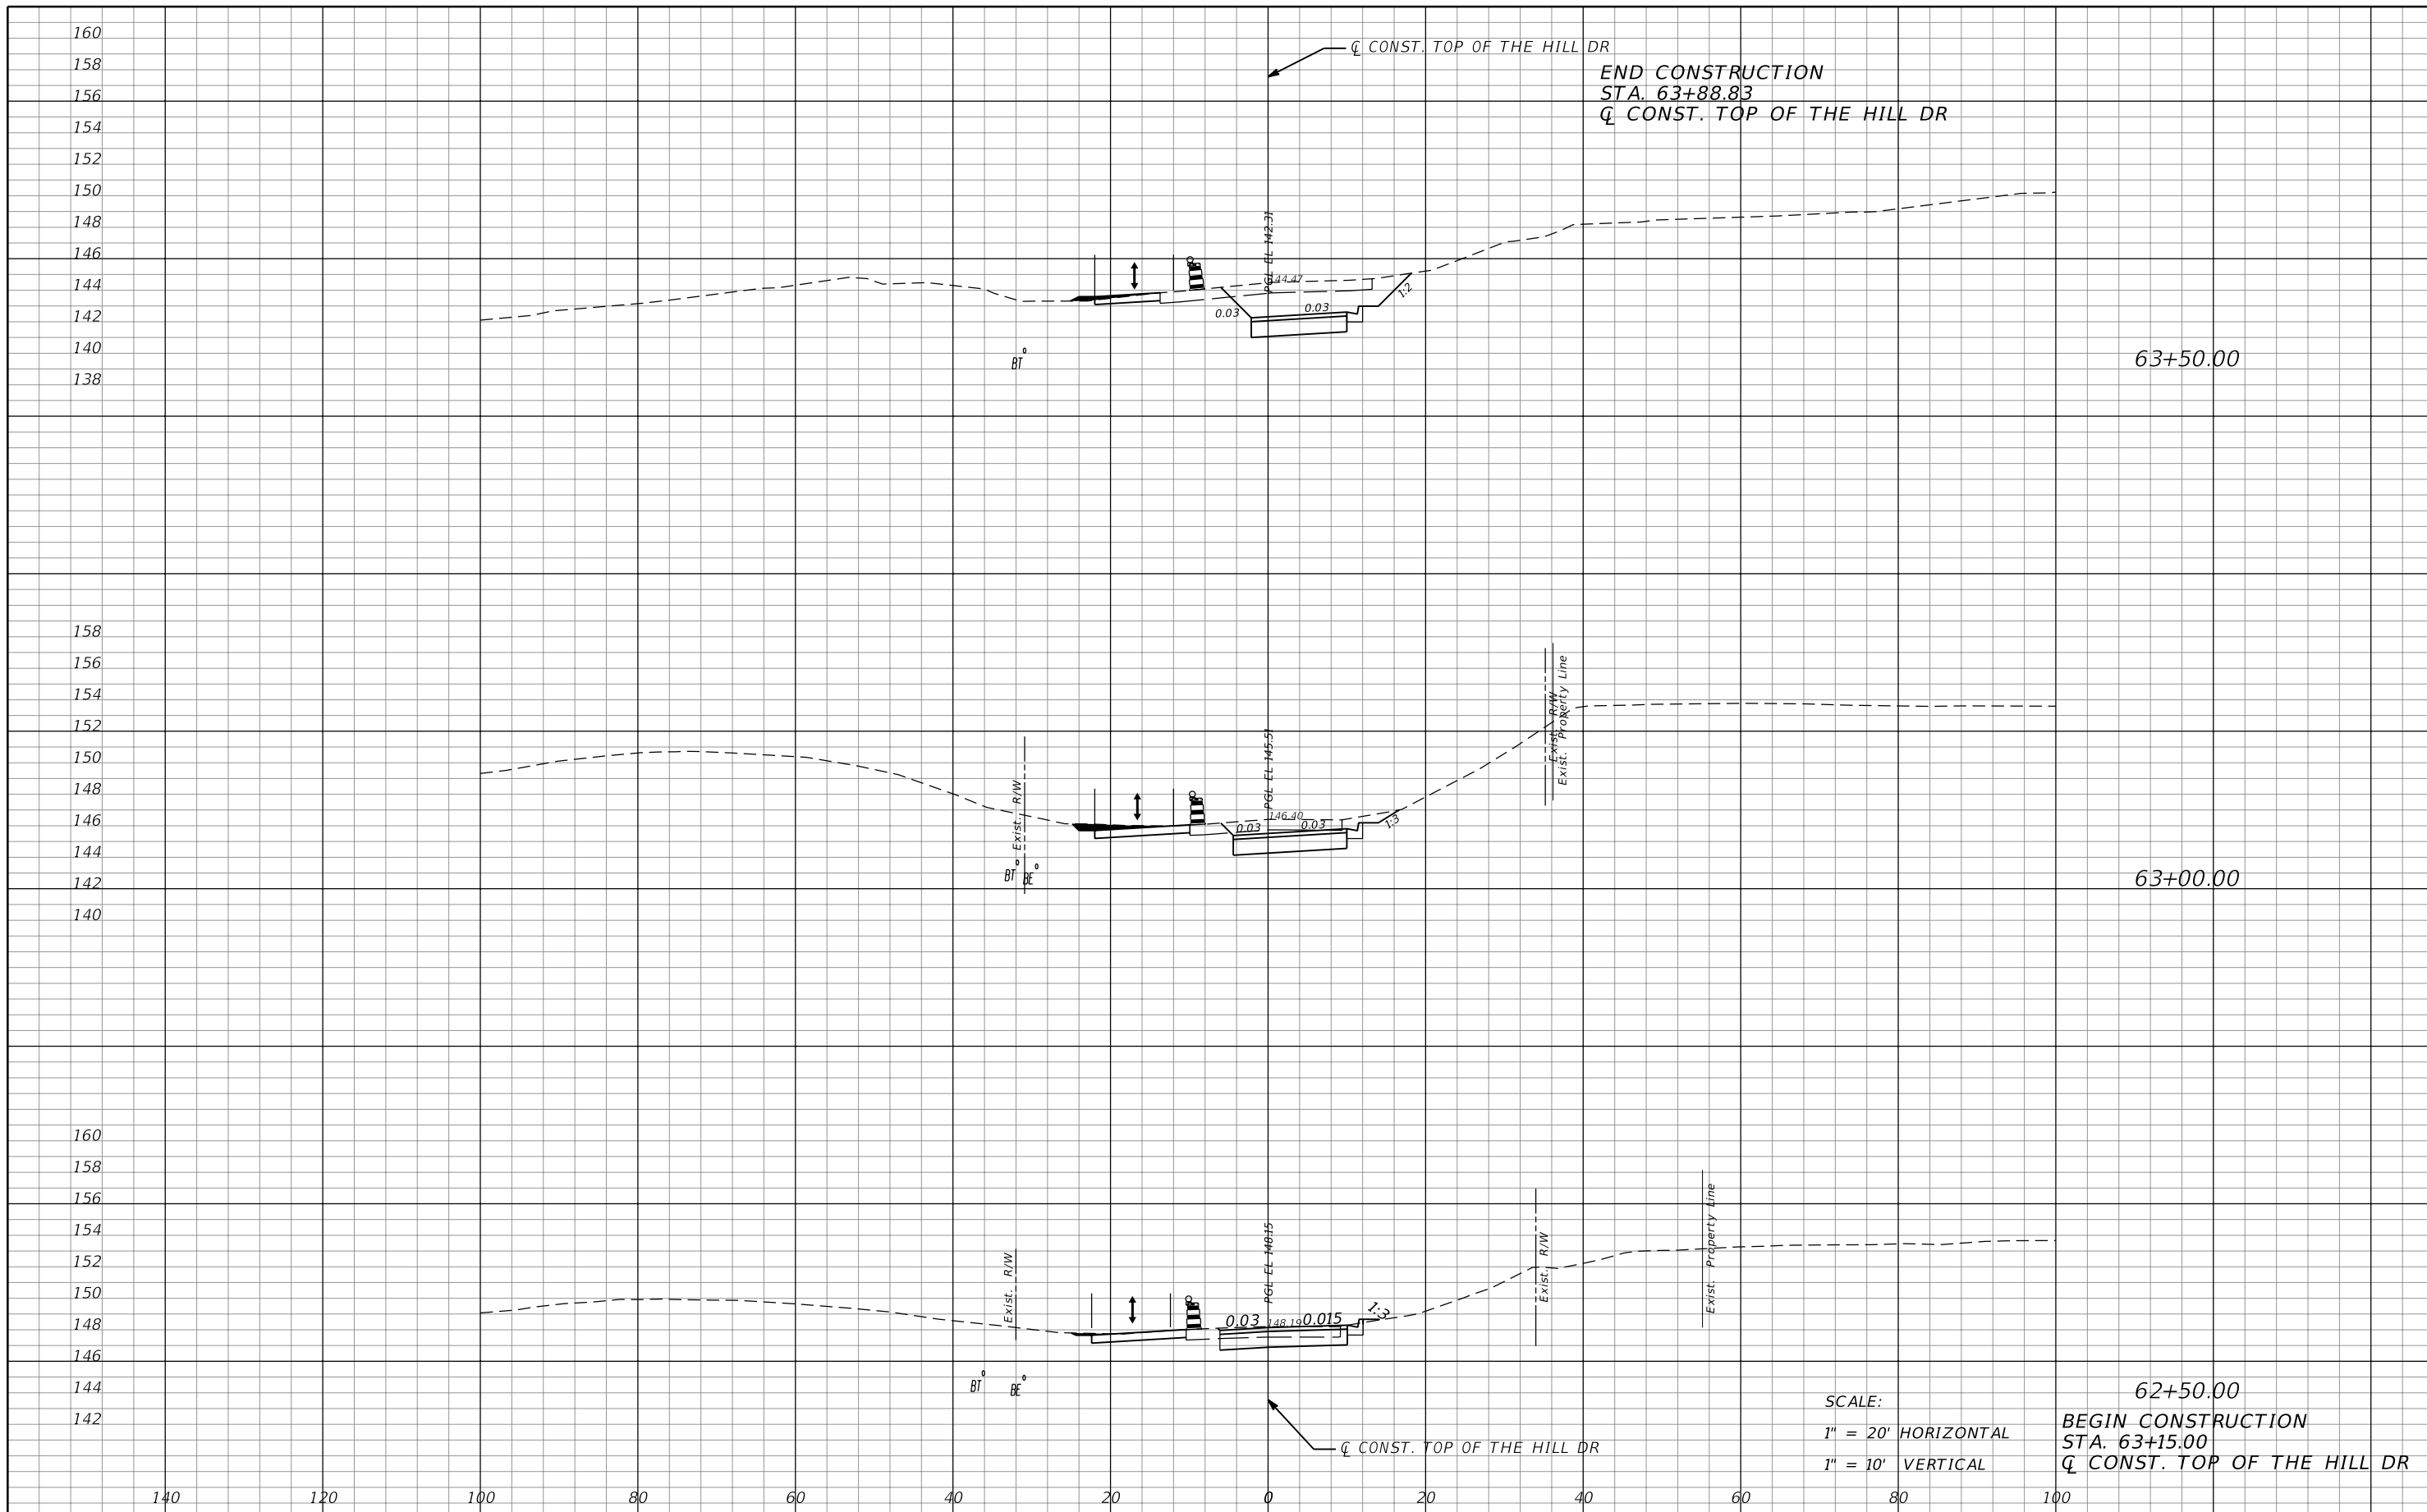 160
158
156
154
152
150
148
146
144
142
140
138
℄ CONST. TOP OF THE HILL DR
END CONSTRUCTION
STA. 63+88.83
℄ CONST. TOP OF THE HILL DR
PGL EL 142.31
144.47
0.03
0.03
1:2
BT
63+50.00
158
156
154
152
150
148
146
144
142
140
Exist. R/W
PGL EL 145.51
146.40
0.03
0.03
1:3
Exist. R/W
Exist. Property Line
BT
BE
63+00.00
160
158
156
154
152
150
148
146
144
142
Exist. R/W
PGL EL 148.15
0.03
148.19
0.015
1:3
Exist. R/W
Exist. Property Line
BT
BE
62+50.00
℄ CONST. TOP OF THE HILL DR
SCALE:
1" = 20' HORIZONTAL
1" = 10' VERTICAL
BEGIN CONSTRUCTION
STA. 63+15.00
℄ CONST. TOP OF THE HILL DR
140 120 100 80 60 40 20 0 20 40 60 80 100